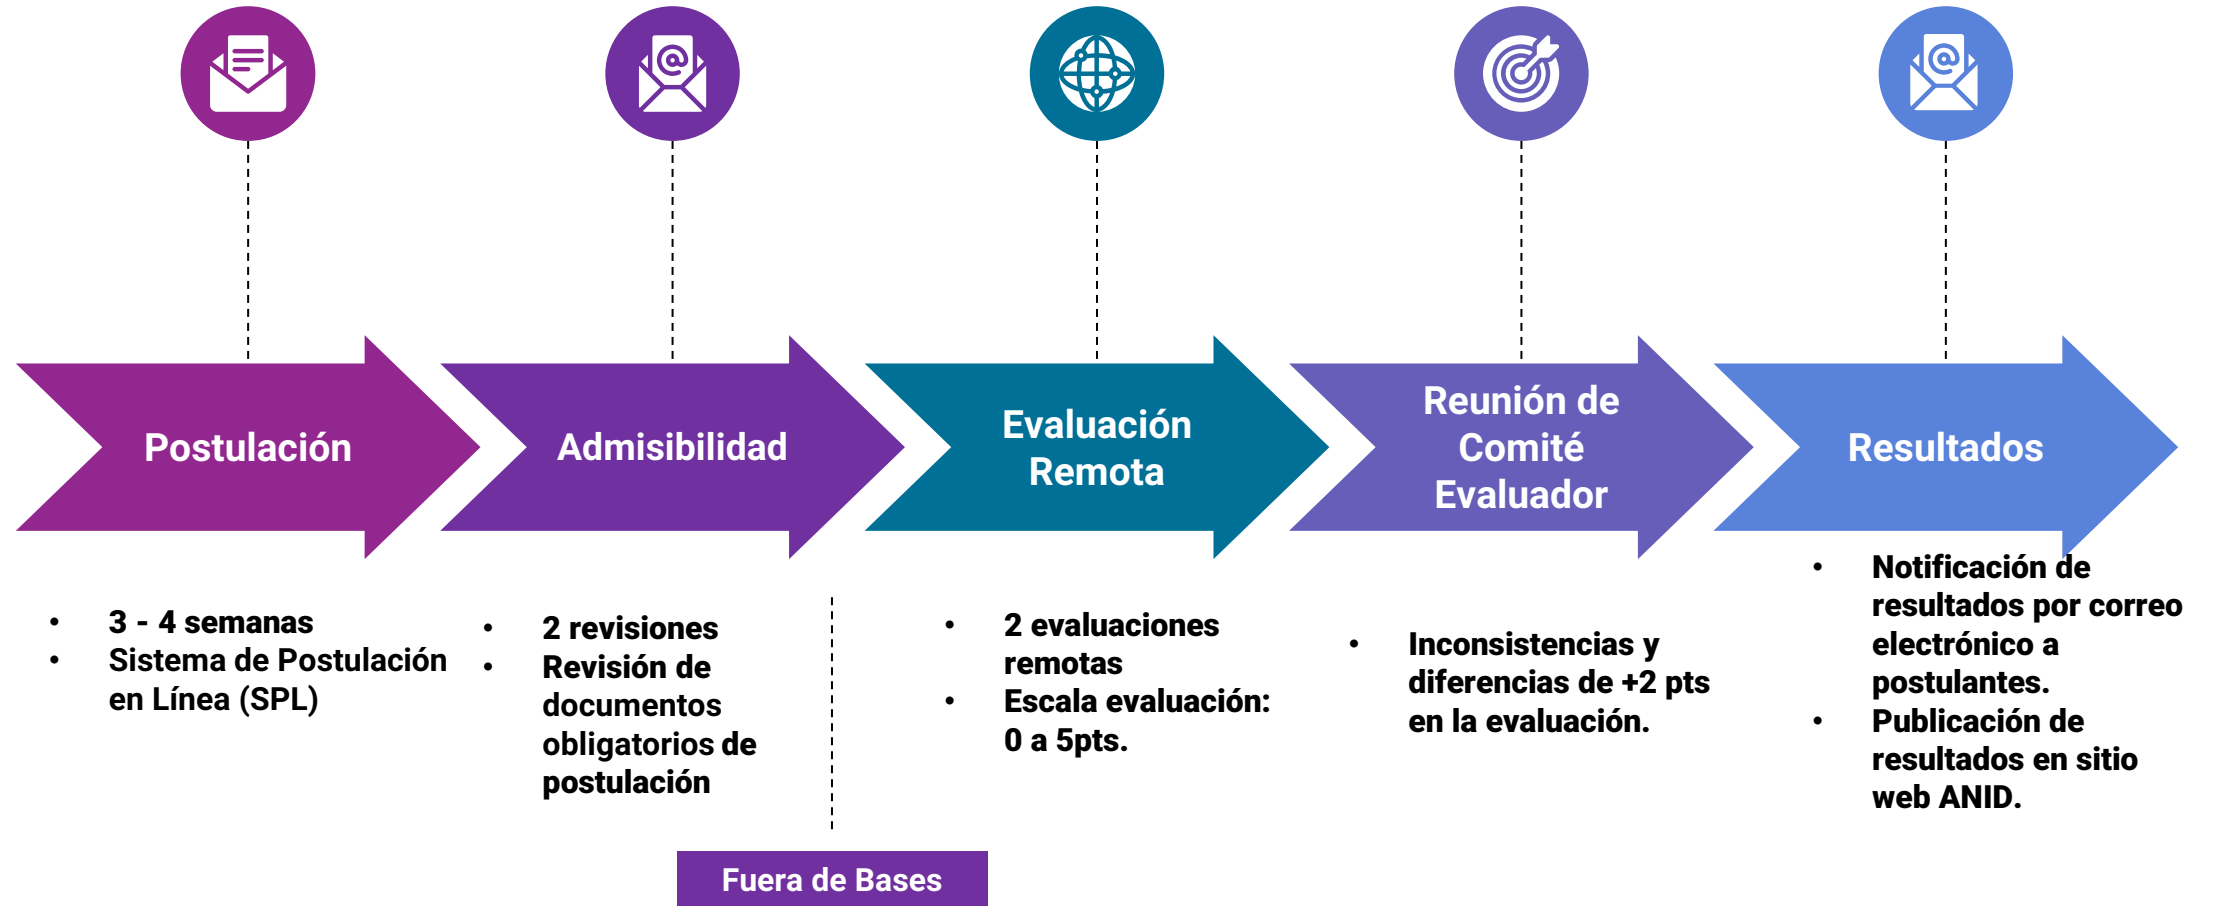 Postulación
Admisibilidad
Evaluación
Remota
Reunión de
Comité
Evaluador
Resultados
• 3 - 4 semanas
• Sistema de Postulación
en Línea (SPL)
• 2 revisiones
• Revisión de
documentos
obligatorios de
postulación
• 2 evaluaciones
remotas
• Escala evaluación:
0 a 5pts.
• Inconsistencias y
diferencias de +2 pts
en la evaluación.
• Notificación de
resultados por correo
electrónico a
postulantes.
• Publicación de
resultados en sitio
web ANID.
Fuera de Bases